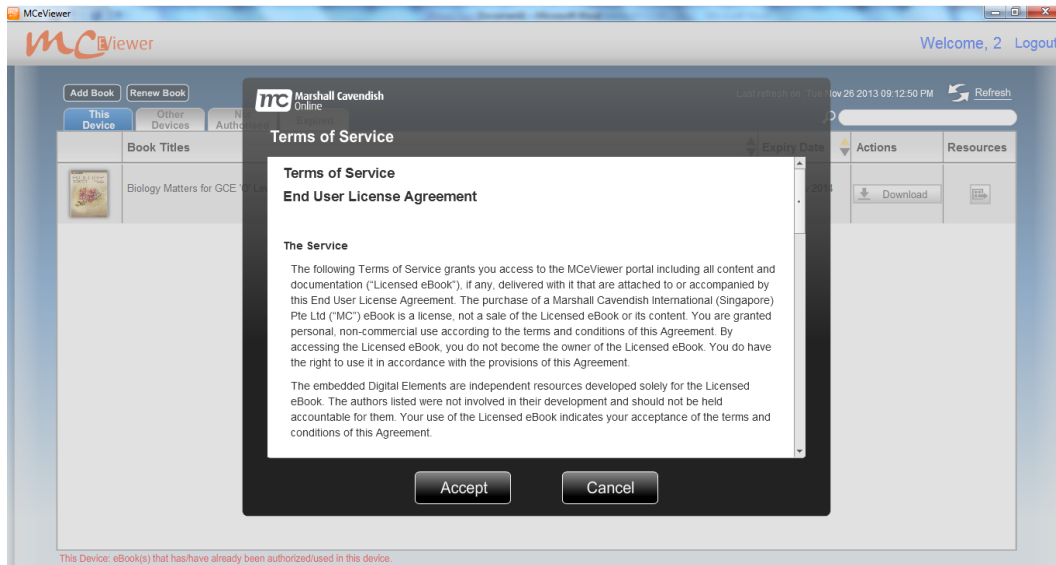 MCeViewer
MCEViewer
Welcome, 2 Logout
Add Book Renew Book
Last refresh on Tue Nov 26 2013 09:12:50 PM Refresh
This Device
Other Devices
Expired
Marshall Cavendish
Online
Terms of Service
Book Titles
Expiry Date
Actions
Resources
Biology Matters for GCE 'O'
Download
Terms of Service
End User License Agreement
The Service
The following Terms of Service grants you access to the MCeViewer portal including all content and
documentation (“Licensed eBook”), if any, delivered with it that are attached to or accompanied by
this End User License Agreement. The purchase of a Marshall Cavendish International (Singapore)
Pte Ltd (“MC”) eBook is a license, not a sale of the Licensed eBook or its content. You are granted
personal, non-commercial use according to the terms and conditions of this Agreement. By
accessing the Licensed eBook, you do not become the owner of the Licensed eBook. You do have
the right to use it in accordance with the provisions of this Agreement.
The embedded Digital Elements are independent resources developed solely for the Licensed
eBook. The authors listed were not involved in their development and should not be held
accountable for them. Your use of the Licensed eBook indicates your acceptance of the terms and
conditions of this Agreement.
Accept
Cancel
This Device: eBook(s) that has/have already been authorized/used in this device.